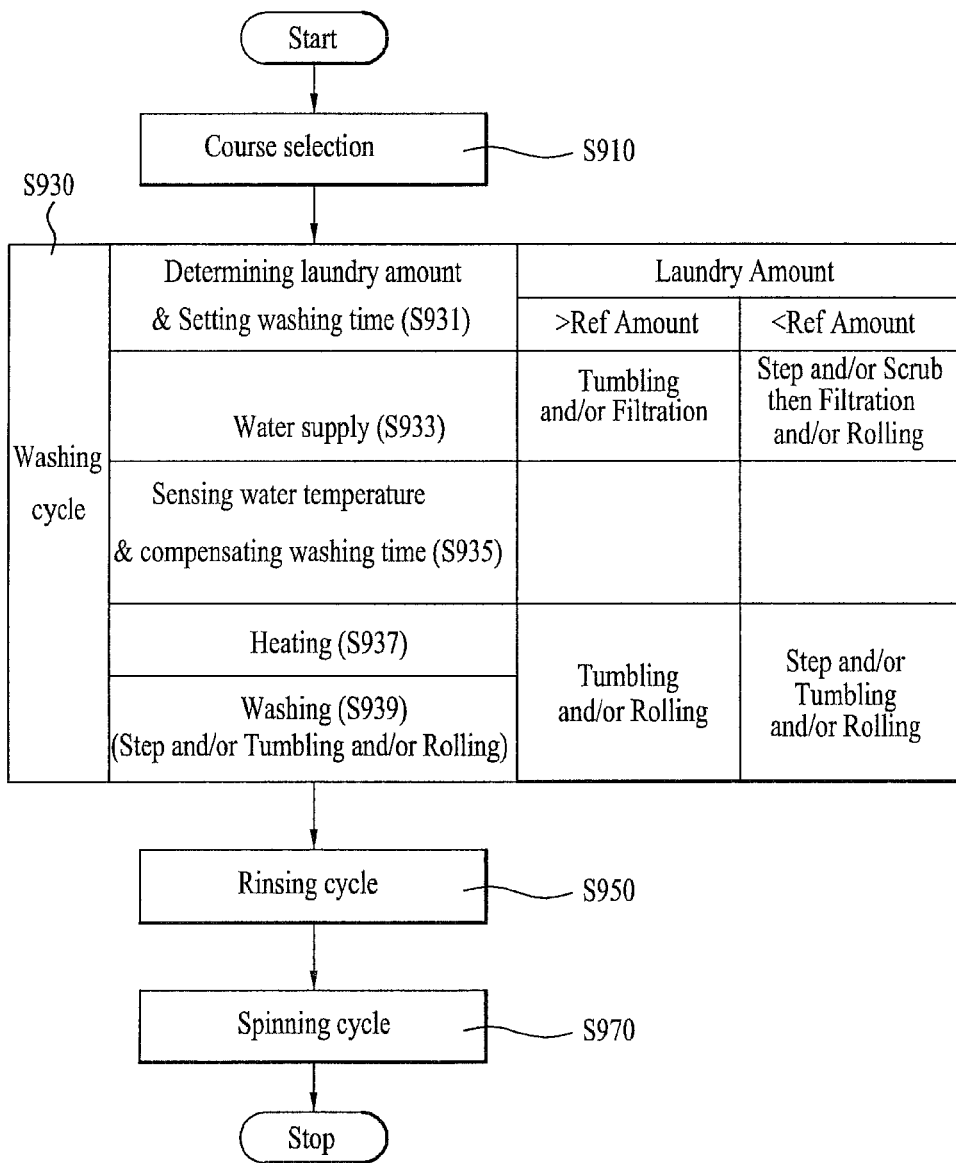 Start
Course selection
S910
S930
Washing
cycle
Determining laundry amount
& Setting washing time (S931)
Laundry Amount
>Ref Amount
<Ref Amount
Water supply (S933)
Tumbling
and/or Filtration
Step and/or Scrub
then Filtration
and/or Rolling
Sensing water temperature
& compensating washing time (S935)
Heating (S937)
Washing (S939)
(Step and/or Tumbling and/or Rolling)
Tumbling
and/or Rolling
Step and/or
Tumbling
and/or Rolling
Rinsing cycle
S950
Spinning cycle
S970
Stop